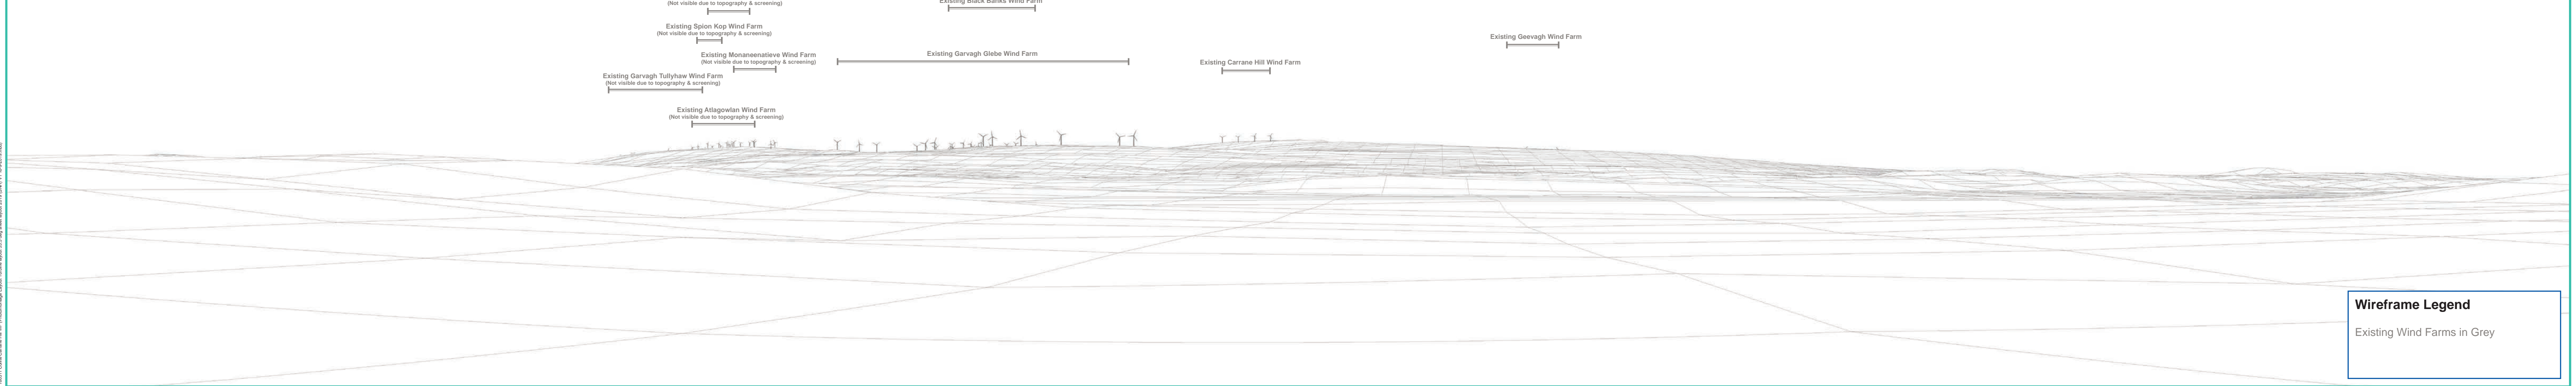 (Not visible due to topography & screening)
Existing Black Banks Wind Farm
Existing Spion Kop Wind Farm
(Not visible due to topography & screening)
Existing Monaneenatieve Wind Farm
(Not visible due to topography & screening)
Existing Garvagh Glebe Wind Farm
Existing Garvagh Tullyhaw Wind Farm
(Not visible due to topography & screening)
Existing Atlagowlan Wind Farm
(Not visible due to topography & screening)
Existing Carrane Hill Wind Farm
Existing Geevagh Wind Farm
Wireframe Legend
Existing Wind Farms in Grey